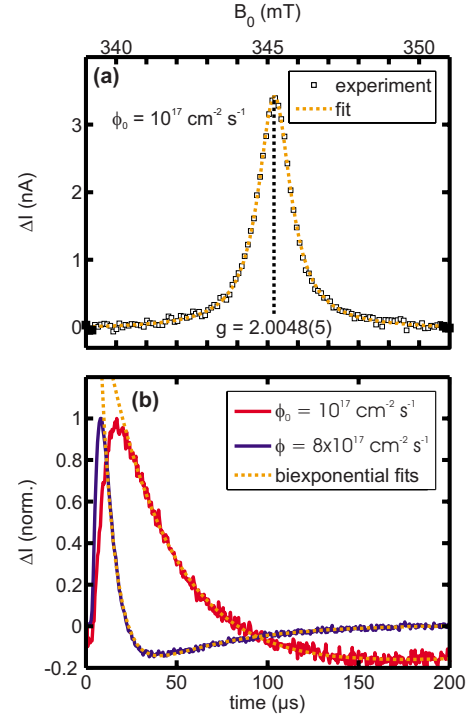 B₀ (mT)
340 345 350
(a)
experiment
fit
ϕ₀ = 10¹⁷ cm⁻² s⁻¹
3
2
1
0
ΔI (nA)
g = 2.0048(5)
(b)
ϕ₀ = 10¹⁷ cm⁻² s⁻¹
ϕ = 8x10¹⁷ cm⁻² s⁻¹
biexponential fits
1
0.8
0.6
0.4
0.2
0
-0.2
ΔI (norm.)
0 50 100 150 200
time (µs)